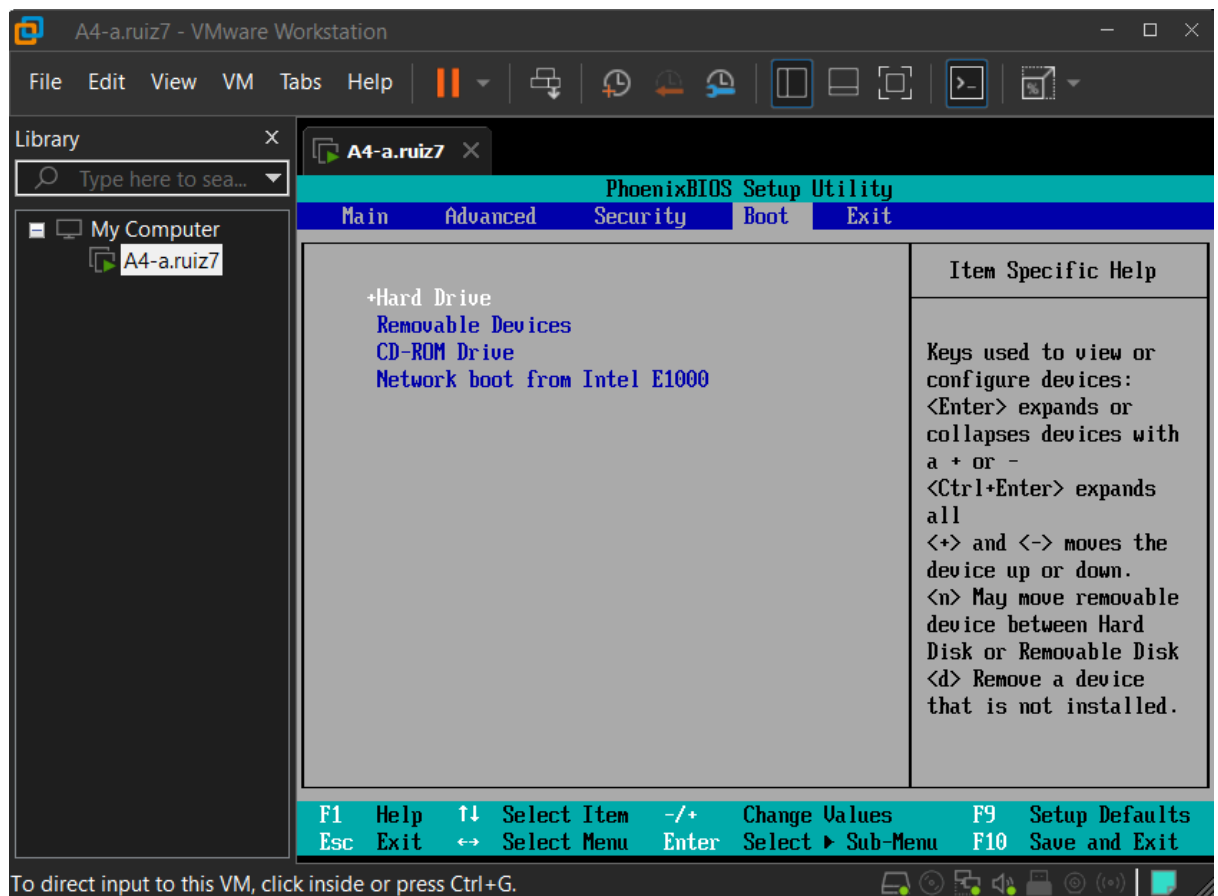 A4-a.ruiz7 - VMware Workstation
File Edit View VM Tabs Help
Library X
Type here to sea...
My Computer
A4-a.ruiz7
A4-a.ruiz7
PhoenixBIOS Setup Utility
Main Advanced Security Boot Exit
+Hard Drive
Removable Devices
CD-ROM Drive
Network boot from Intel E1000
Item Specific Help
Keys used to view or
configure devices:
<Enter> expands or
collapses devices with
a + or -
<Ctrl+Enter> expands
all
<+> and <-> moves the
device up or down.
<n> May move removable
device between Hard
Disk or Removable Disk
<d> Remove a device
that is not installed.
F1 Help ↑↓ Select Item -/+ Change Values F9 Setup Defaults
Esc Exit ↔ Select Menu Enter Select ▶ Sub-Menu F10 Save and Exit
To direct input to this VM, click inside or press Ctrl+G.